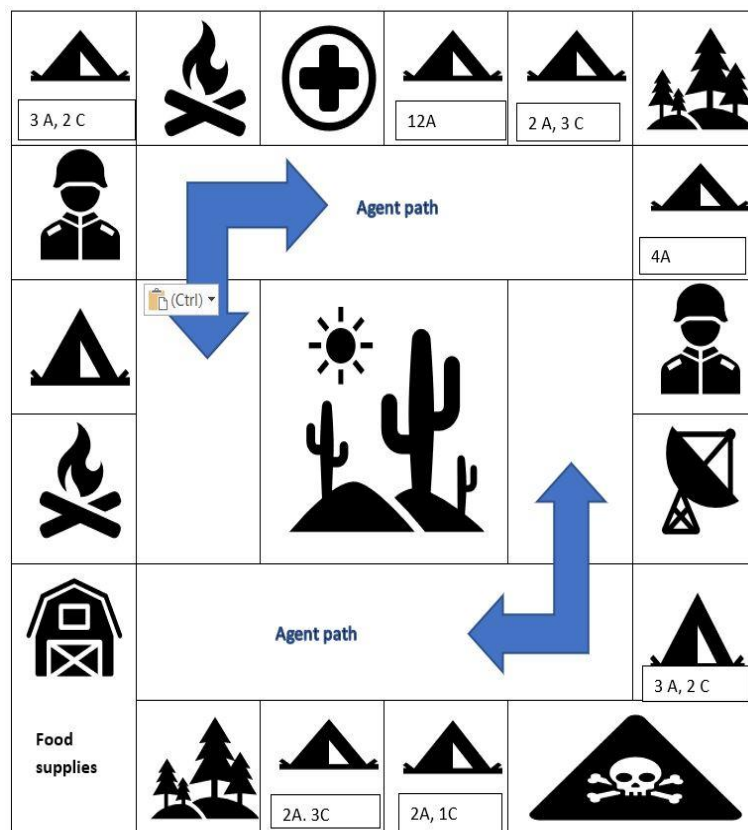 3 A, 2 C
12A
2 A, 3 C
Agent path
4A
(Ctrl)
Agent path
3 A, 2 C
Food
supplies
2A. 3C
2A, 1C